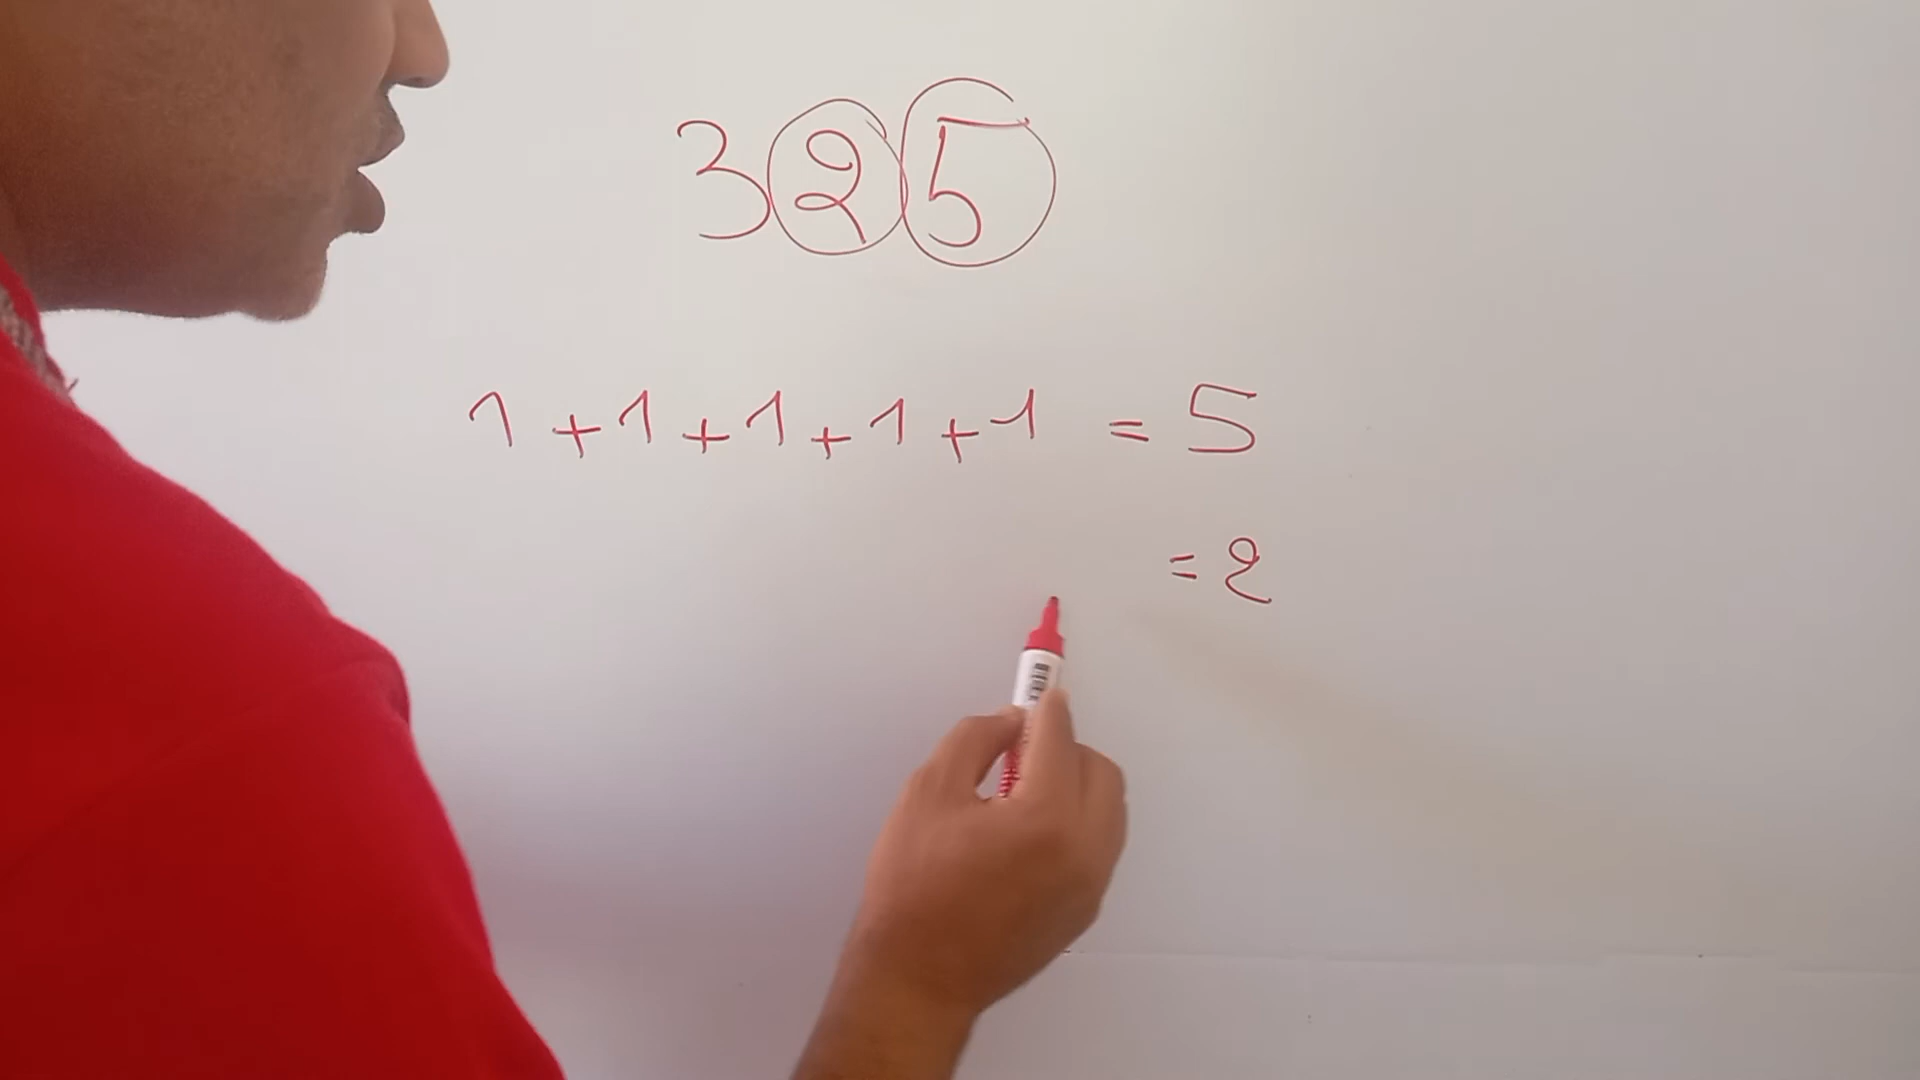 325
1 + 1 + 1 + 1 + 1 = 5
= 2